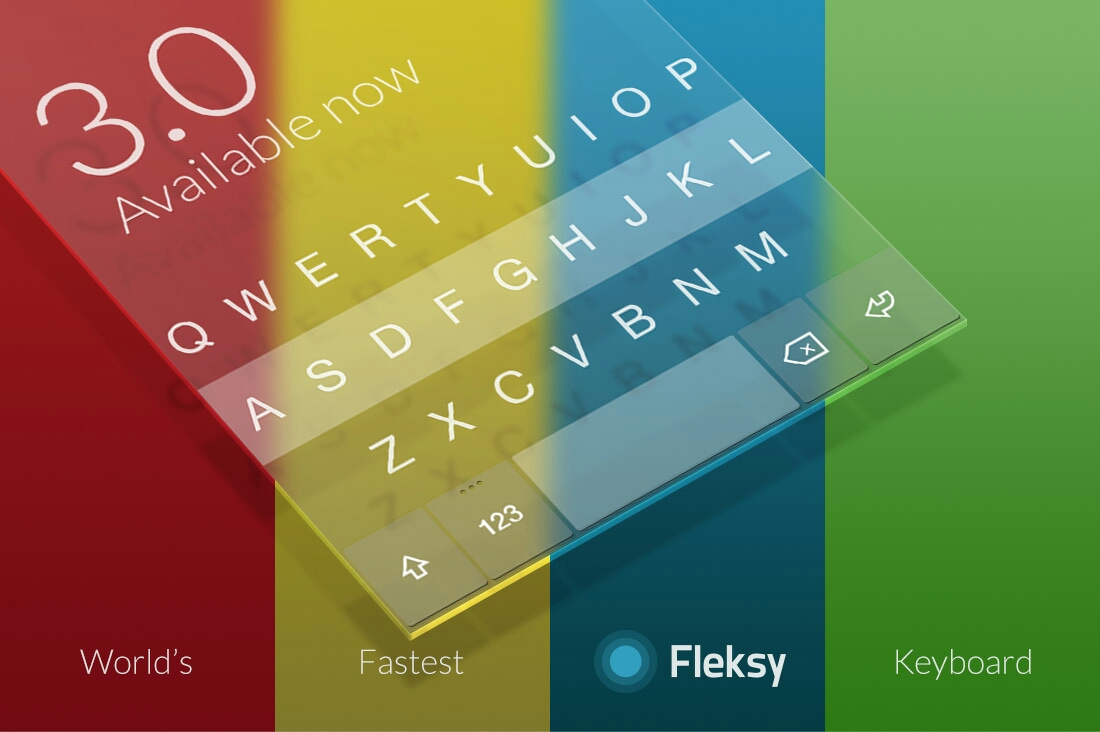 3.0
Available now
Q W E R T Y U I O P
A S D F G H J K L
Z X C V B N M
123
World's Fastest Fleksy Keyboard